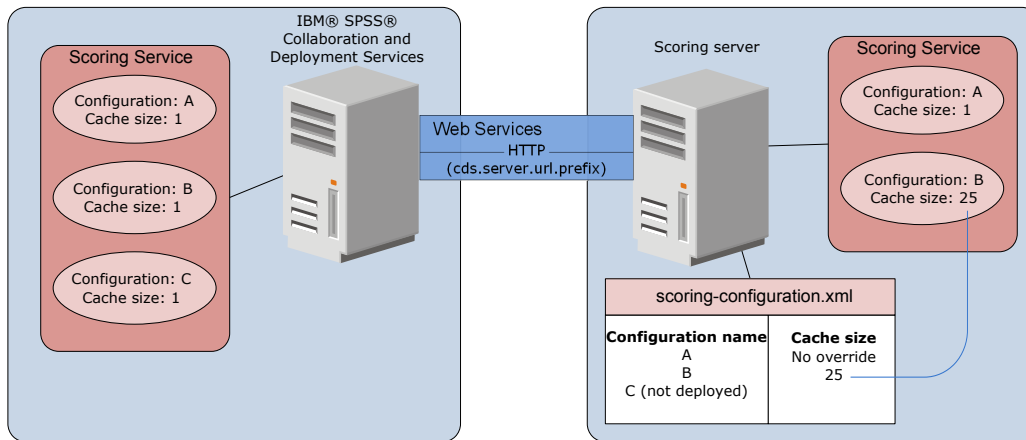 IBM® SPSS®
Collaboration and
Deployment Services
Scoring Service
Configuration: A
Cache size: 1
Configuration: B
Cache size: 1
Configuration: C
Cache size: 1
Web Services
HTTP
(cds.server.url.prefix)
Scoring server
Scoring Service
Configuration: A
Cache size: 1
Configuration: B
Cache size: 25
scoring-configuration.xml
Configuration name
A
B
C (not deployed)
Cache size
No override
25